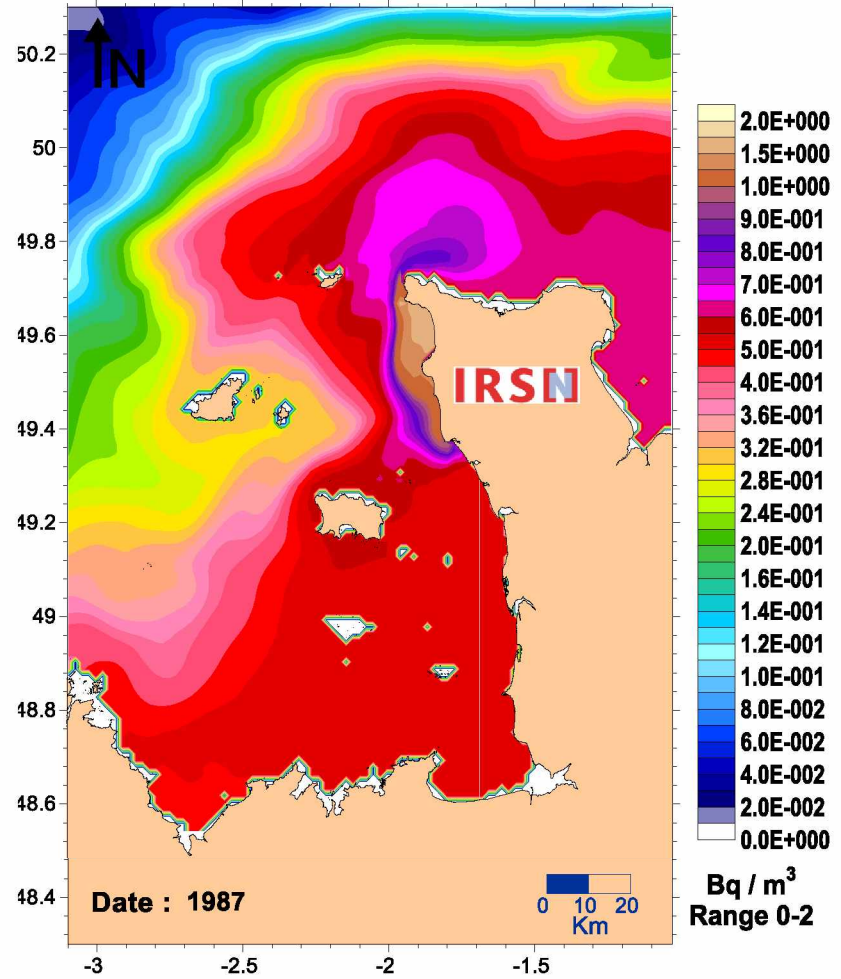 50.2
50
49.8
49.6
49.4
49.2
49
48.8
48.6
48.4
-3
-2.5
-2
-1.5
N
IRSN
Date : 1987
0 10 20
Km
2.0E+000
1.5E+000
1.0E+000
9.0E-001
8.0E-001
7.0E-001
6.0E-001
5.0E-001
4.0E-001
3.6E-001
3.2E-001
2.8E-001
2.4E-001
2.0E-001
1.6E-001
1.4E-001
1.2E-001
1.0E-001
8.0E-002
6.0E-002
4.0E-002
2.0E-002
0.0E+000
Bq / m³
Range 0-2